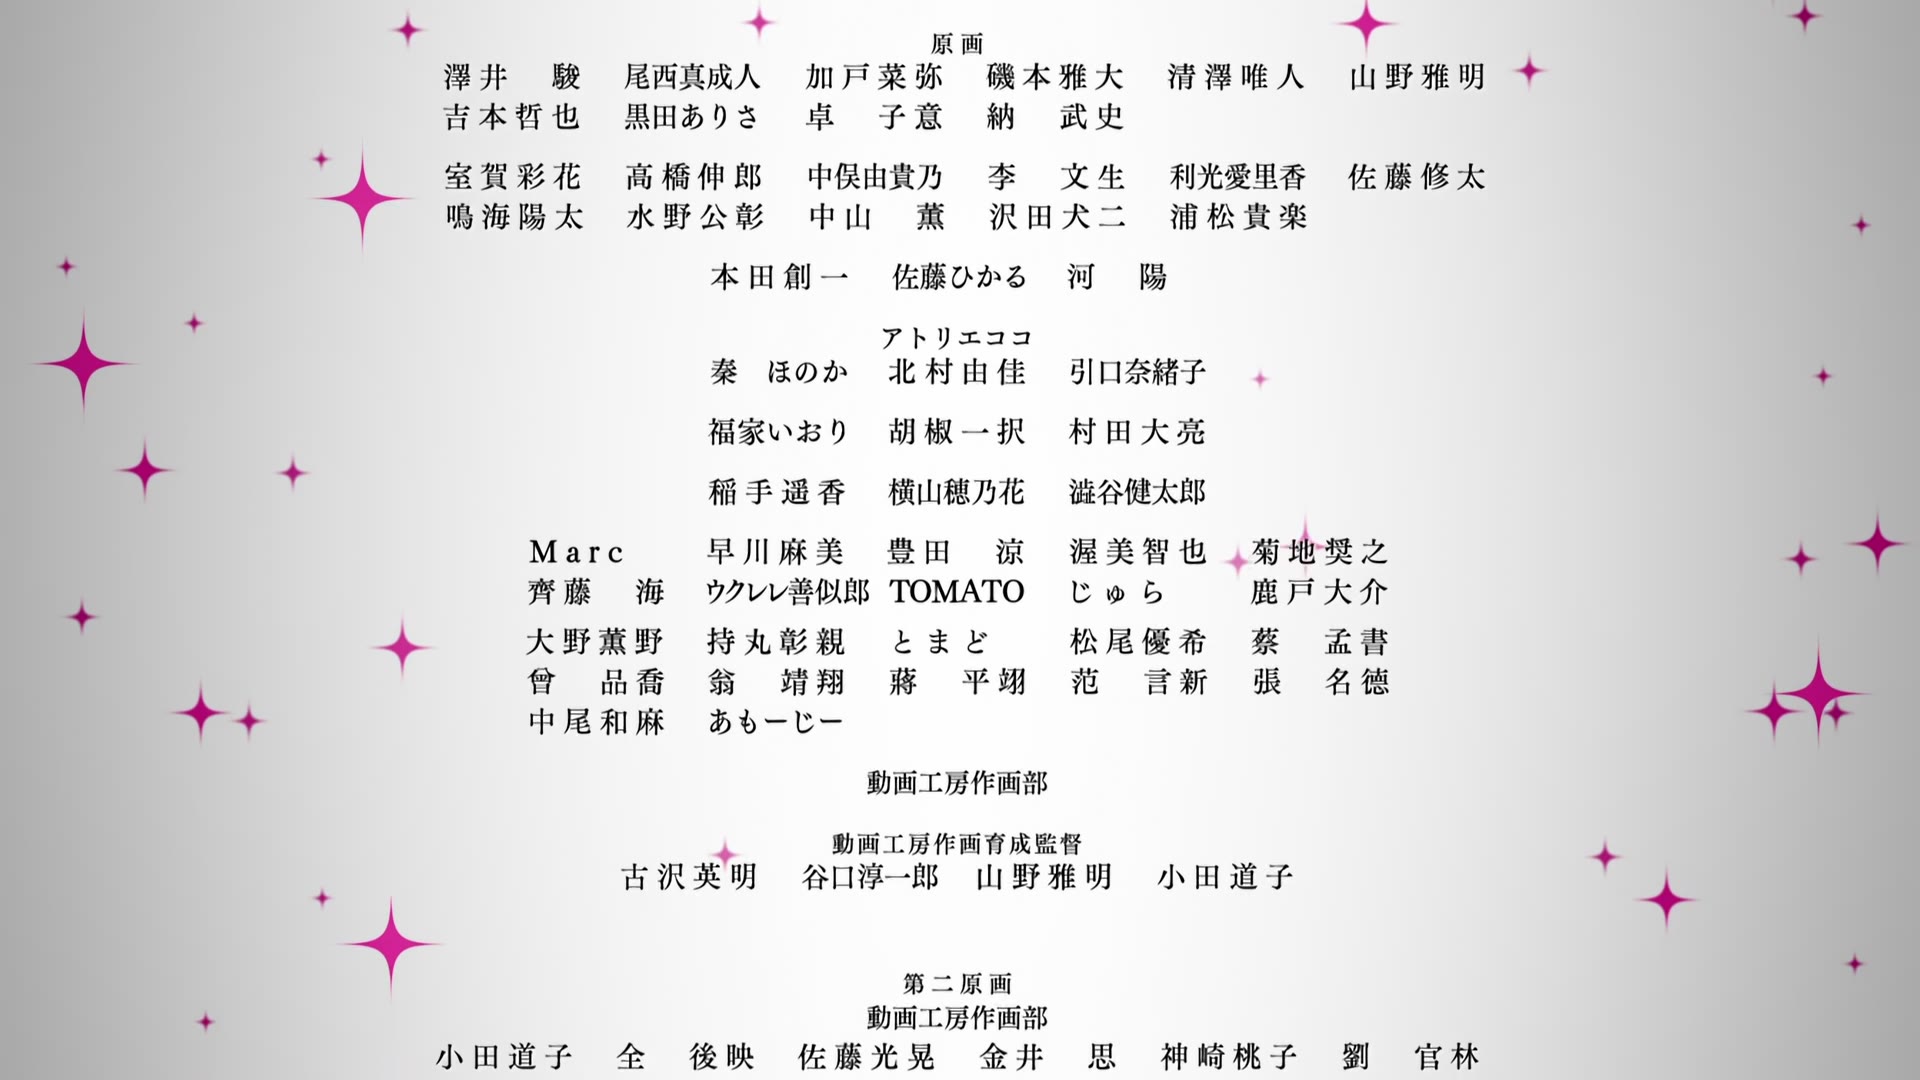 原画
澤井　駿　尾西真成人　加戸菜弥　磯本雅大　清澤唯人　山野雅明
吉本哲也　黒田ありさ　卓　子意　納　武史
室賀彩花　高橋伸郎　中俣由貴乃　李　文生　利光愛里香　佐藤修太
鳴海陽太　水野公彰　中山　薫　沢田犬二　浦松貴楽
本田創一　佐藤ひかる　河　陽
アトリエココ
秦　ほのか　北村由佳　引口奈緒子
福家いおり　胡椒一択　村田大亮
稲手遥香　横山穂乃花　澁谷健太郎
Marc　早川麻美　豊田　涼　渥美智也　菊地奨之
齊藤　海　ウクレレ善似郎　TOMATO　じゅら　鹿戸大介
大野薫野　持丸彰親　とまど　松尾優希　蔡　孟書
曾　品喬　翁　靖翔　蔣　平翊　范　言新　張　名德
中尾和麻　あもーじー
動画工房作画部
動画工房作画育成監督
古沢英明　谷口淳一郎　山野雅明　小田道子
第二原画
動画工房作画部
小田道子　全　後映　佐藤光晃　金井　思　神崎桃子　劉　官林